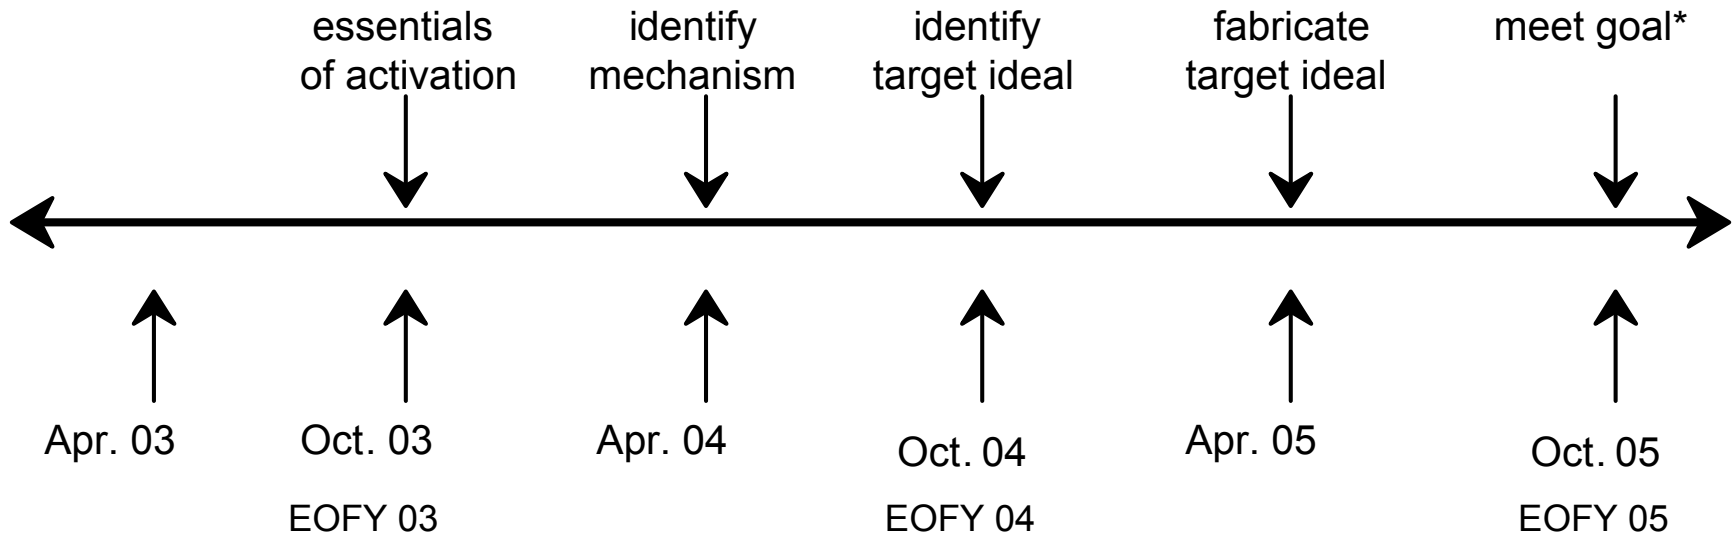 essentials
of activation
identify
mechanism
identify
target ideal
fabricate
target ideal
meet goal*
Apr. 03
Oct. 03
Apr. 04
Oct. 04
Apr. 05
Oct. 05
EOFY 03
EOFY 04
EOFY 05